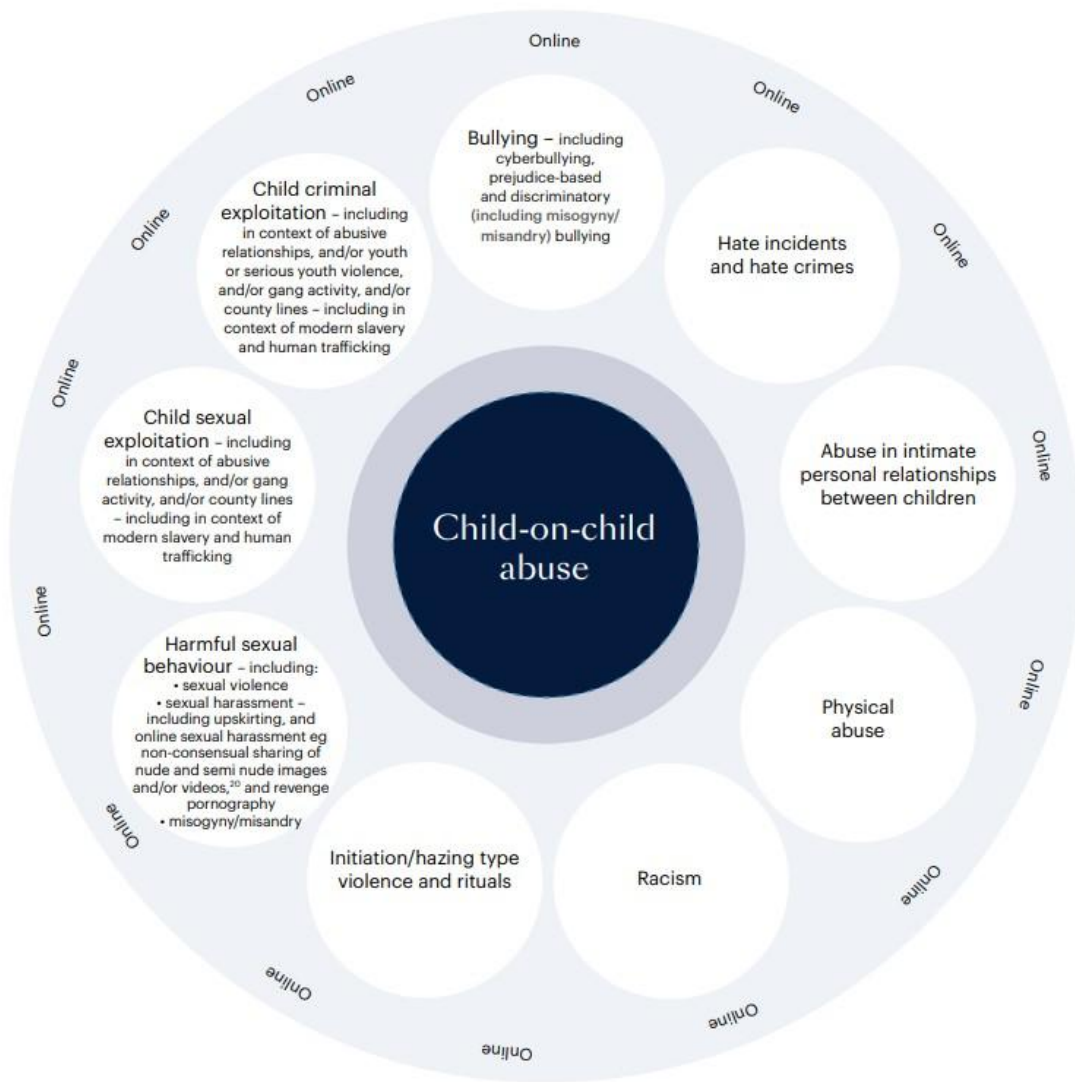 Online
Online
Online
Online
Online
Online
Online
Online
Online
Online
Online
Online
Online
Online
Child-on-child
abuse
Bullying – including
cyberbullying,
prejudice-based
and discriminatory
(including misogyny/
misandry) bullying
Hate incidents
and hate crimes
Abuse in intimate
personal relationships
between children
Physical
abuse
Racism
Initiation/hazing type
violence and rituals
Harmful sexual
behaviour – including:
• sexual violence
• sexual harassment –
including upskirting, and
online sexual harassment eg
non-consensual sharing of
nude and semi nude images
and/or videos,²⁰ and revenge
pornography
• misogyny/misandry
Child sexual
exploitation – including
in context of abusive
relationships, and/or gang
activity, and/or county lines
– including in context of
modern slavery and human
trafficking
Child criminal
exploitation – including
in context of abusive
relationships, and/or youth
or serious youth violence,
and/or gang activity, and/or
county lines – including in
context of modern slavery
and human trafficking